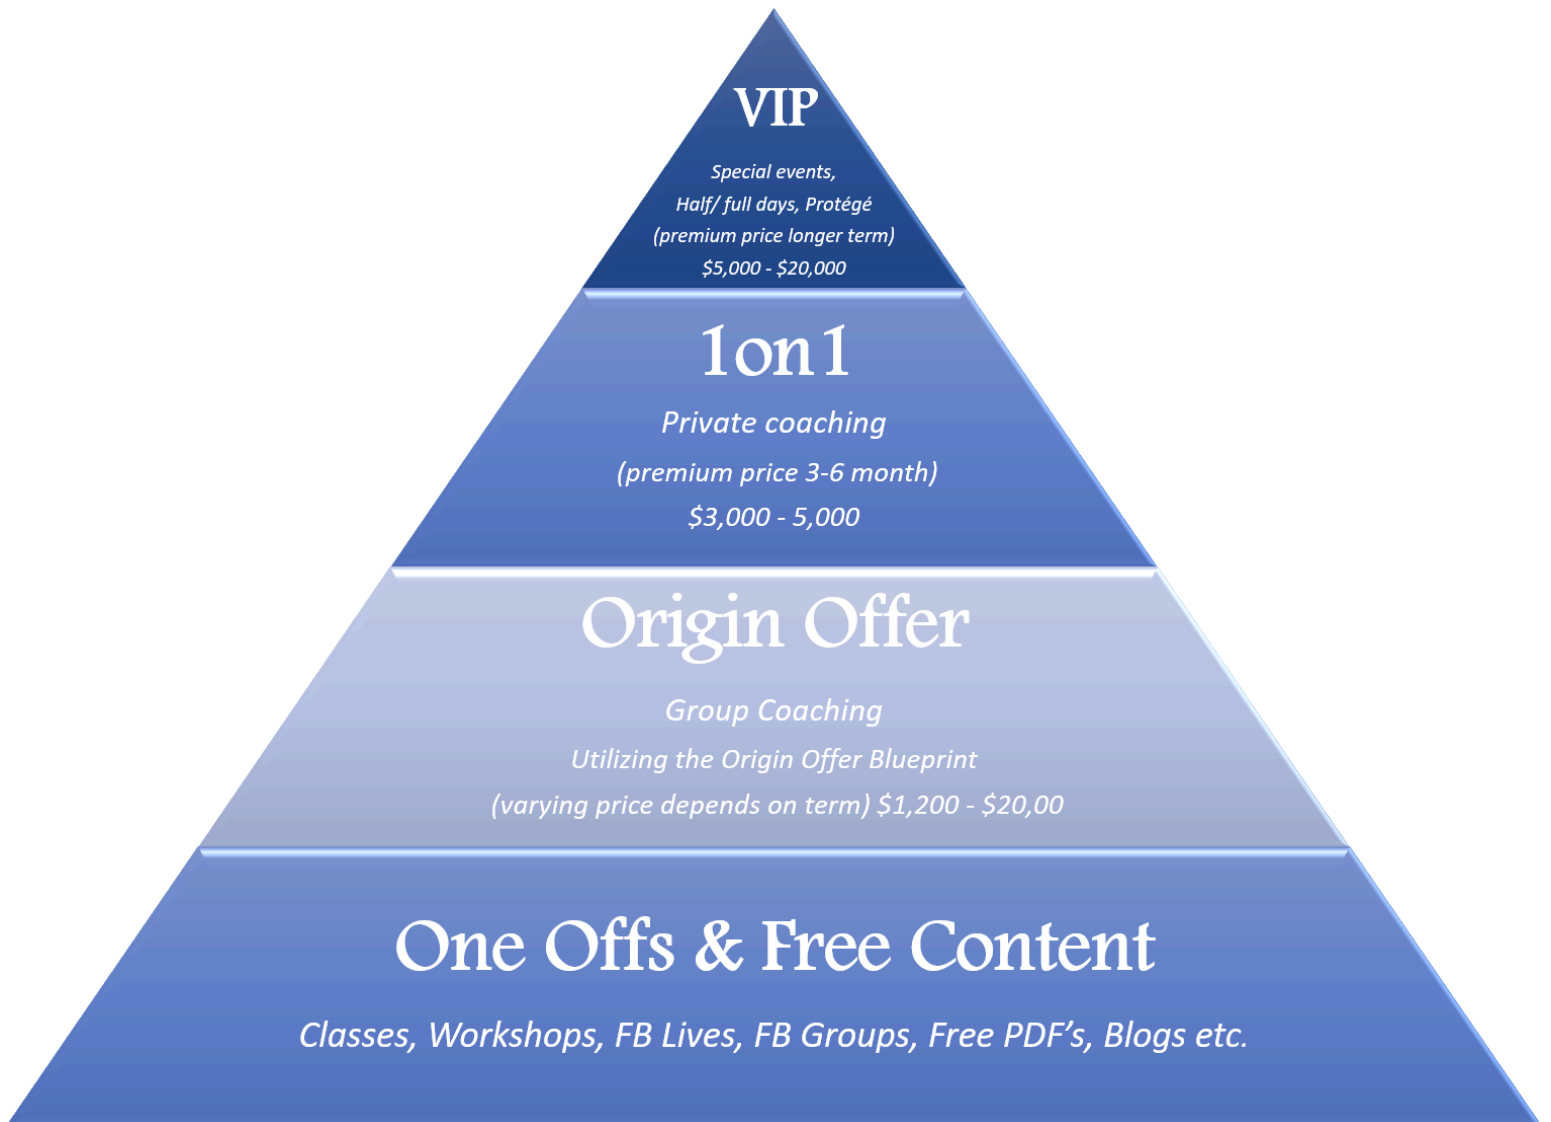 VIP
Special events,
Half/ full days, Protégé
(premium price longer term)
$5,000 - $20,000
1on1
Private coaching
(premium price 3-6 month)
$3,000 - 5,000
Origin Offer
Group Coaching
Utilizing the Origin Offer Blueprint
(varying price depends on term) $1,200 - $20,00
One Offs & Free Content
Classes, Workshops, FB Lives, FB Groups, Free PDF’s, Blogs etc.